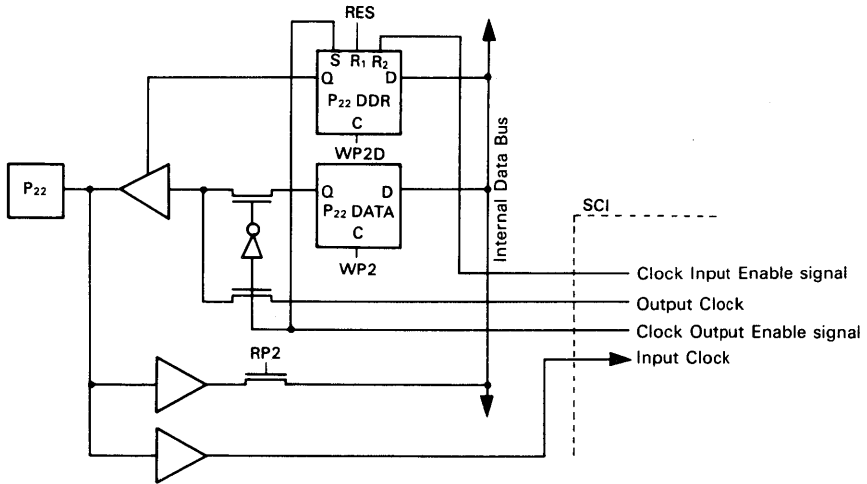 RES
S R₁ R₂
Q D
P₂₂ DDR
C
WP2D
P₂₂
Q D
P₂₂ DATA
C
WP2
Internal Data Bus
SCI
Clock Input Enable signal
Output Clock
Clock Output Enable signal
RP2
Input Clock